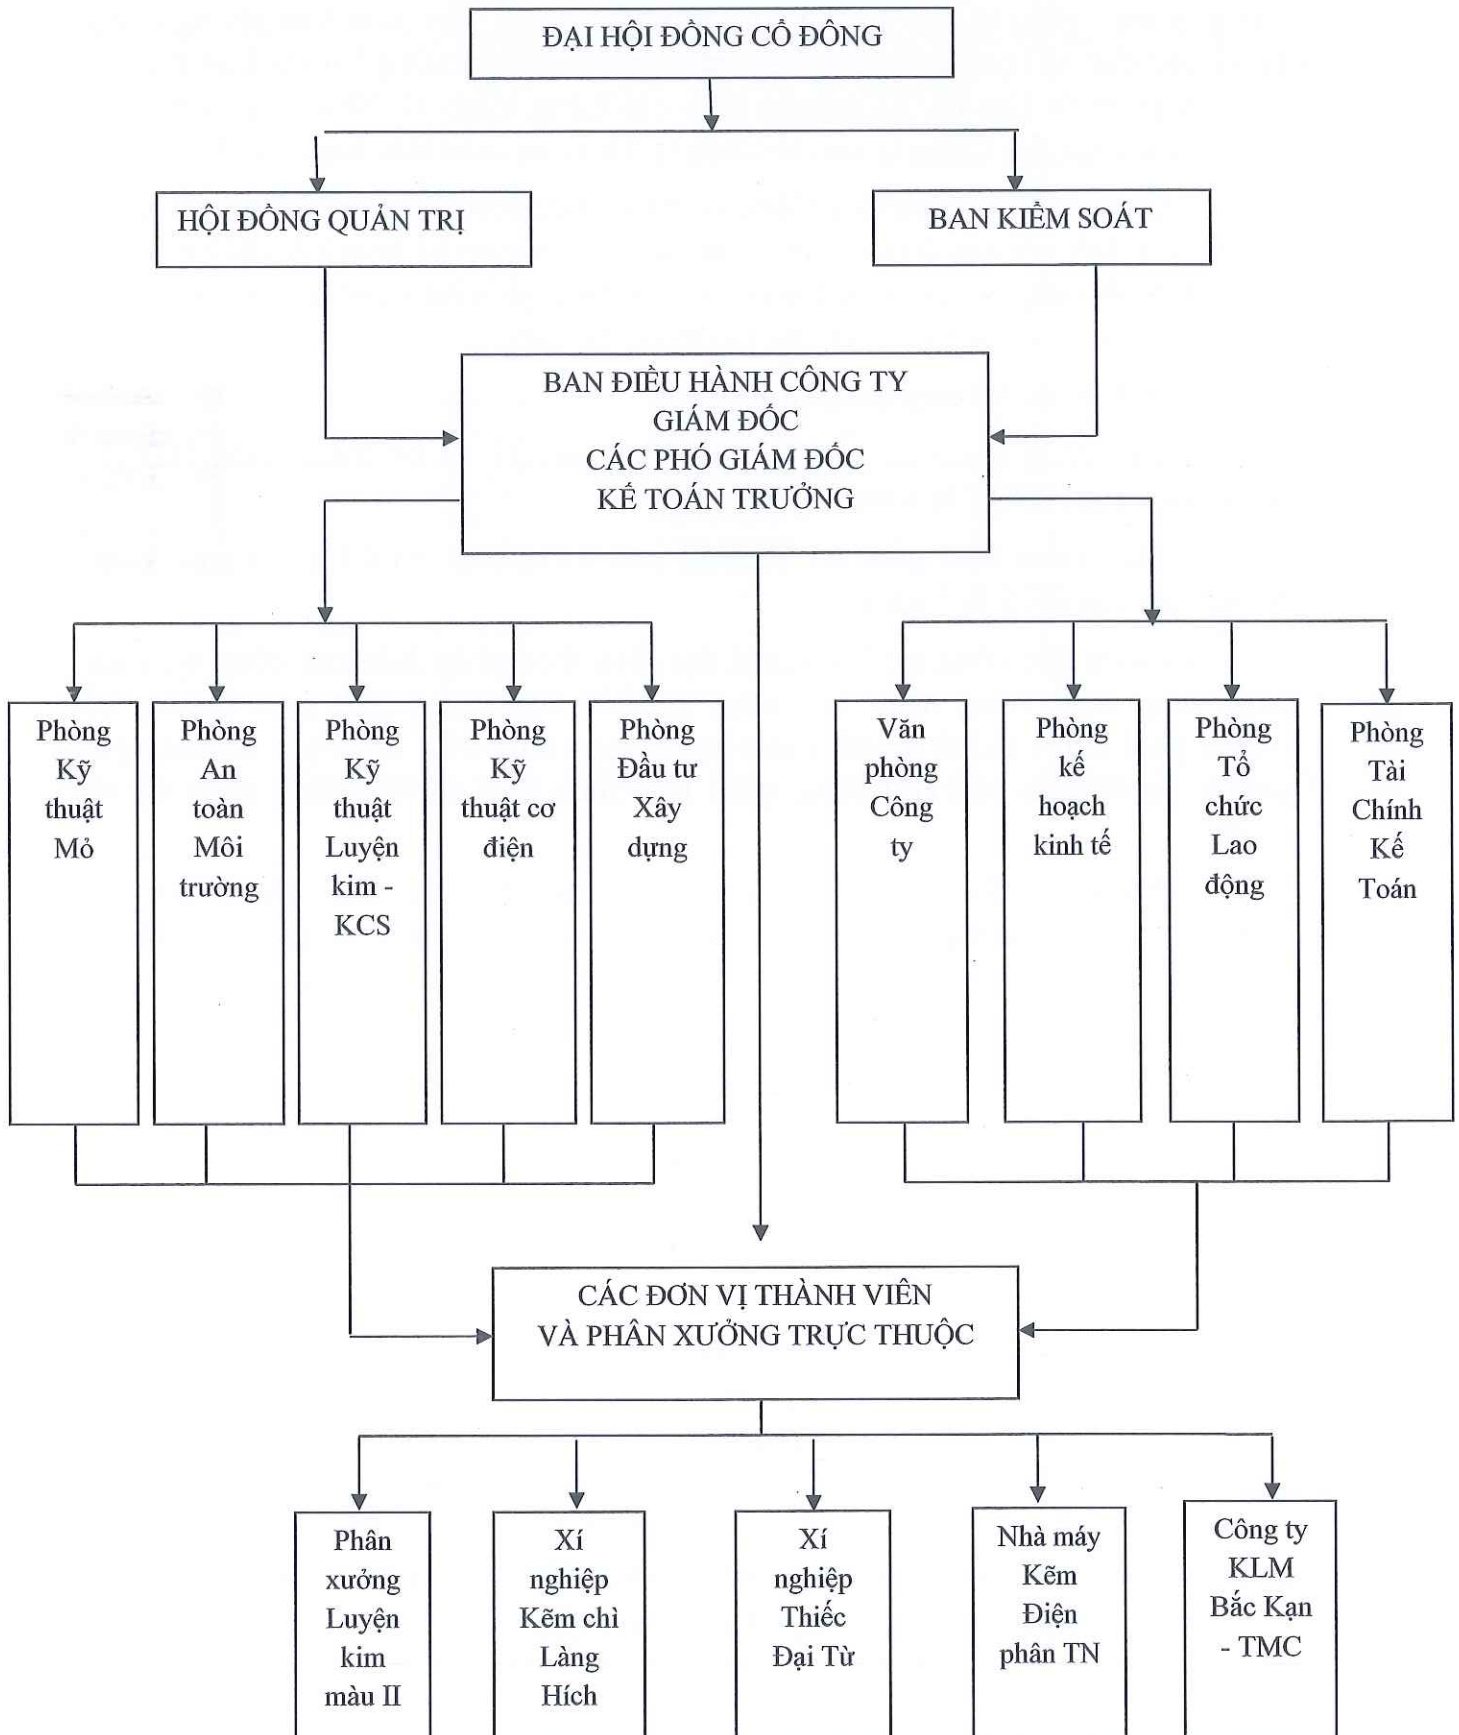 ĐẠI HỘI ĐỒNG CỔ ĐÔNG
HỘI ĐỒNG QUẢN TRỊ
BAN KIỂM SOÁT
BAN ĐIỀU HÀNH CÔNG TY
GIÁM ĐỐC
CÁC PHÓ GIÁM ĐỐC
KẾ TOÁN TRƯỞNG
Phòng
Kỹ
thuật
Mỏ
Phòng
An
toàn
Môi
trường
Phòng
Kỹ
thuật
Luyện
kim -
KCS
Phòng
Kỹ
thuật cơ
điện
Phòng
Đầu tư
Xây
dựng
Văn
phòng
Công
ty
Phòng
kế
hoạch
kinh tế
Phòng
Tổ
chức
Lao
động
Phòng
Tài
Chính
Kế
Toán
CÁC ĐƠN VỊ THÀNH VIÊN
VÀ PHÂN XƯỞNG TRỰC THUỘC
Phân
xưởng
Luyện
kim
màu II
Xí
nghiệp
Kẽm chì
Làng
Hích
Xí
nghiệp
Thiếc
Đại Từ
Nhà máy
Kẽm
Điện
phân TN
Công ty
KLM
Bắc Kạn
- TMC